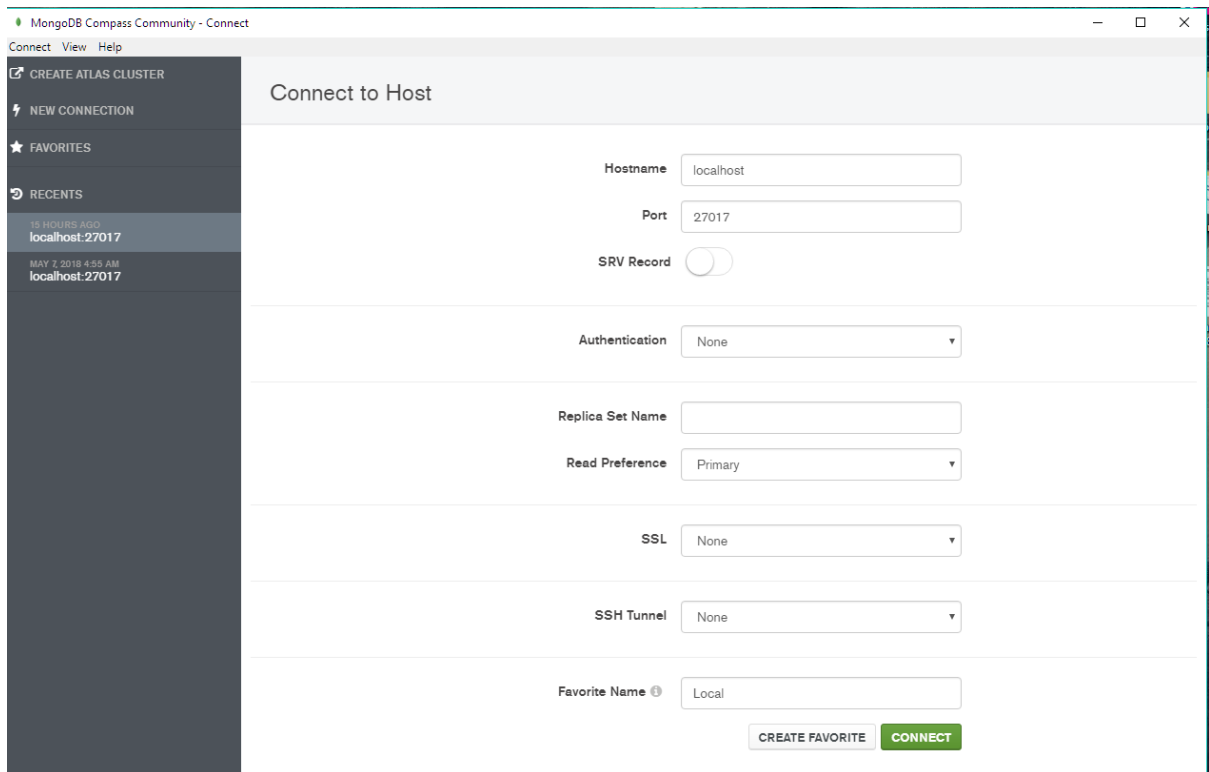 MongoDB Compass Community - Connect
Connect View Help
CREATE ATLAS CLUSTER
NEW CONNECTION
FAVORITES
RECENTS
15 HOURS AGO
localhost:27017
MAY 7, 2018 4:55 AM
localhost:27017
Connect to Host
Hostname localhost
Port 27017
SRV Record
Authentication None
Replica Set Name
Read Preference Primary
SSL None
SSH Tunnel None
Favorite Name Local
CREATE FAVORITE CONNECT